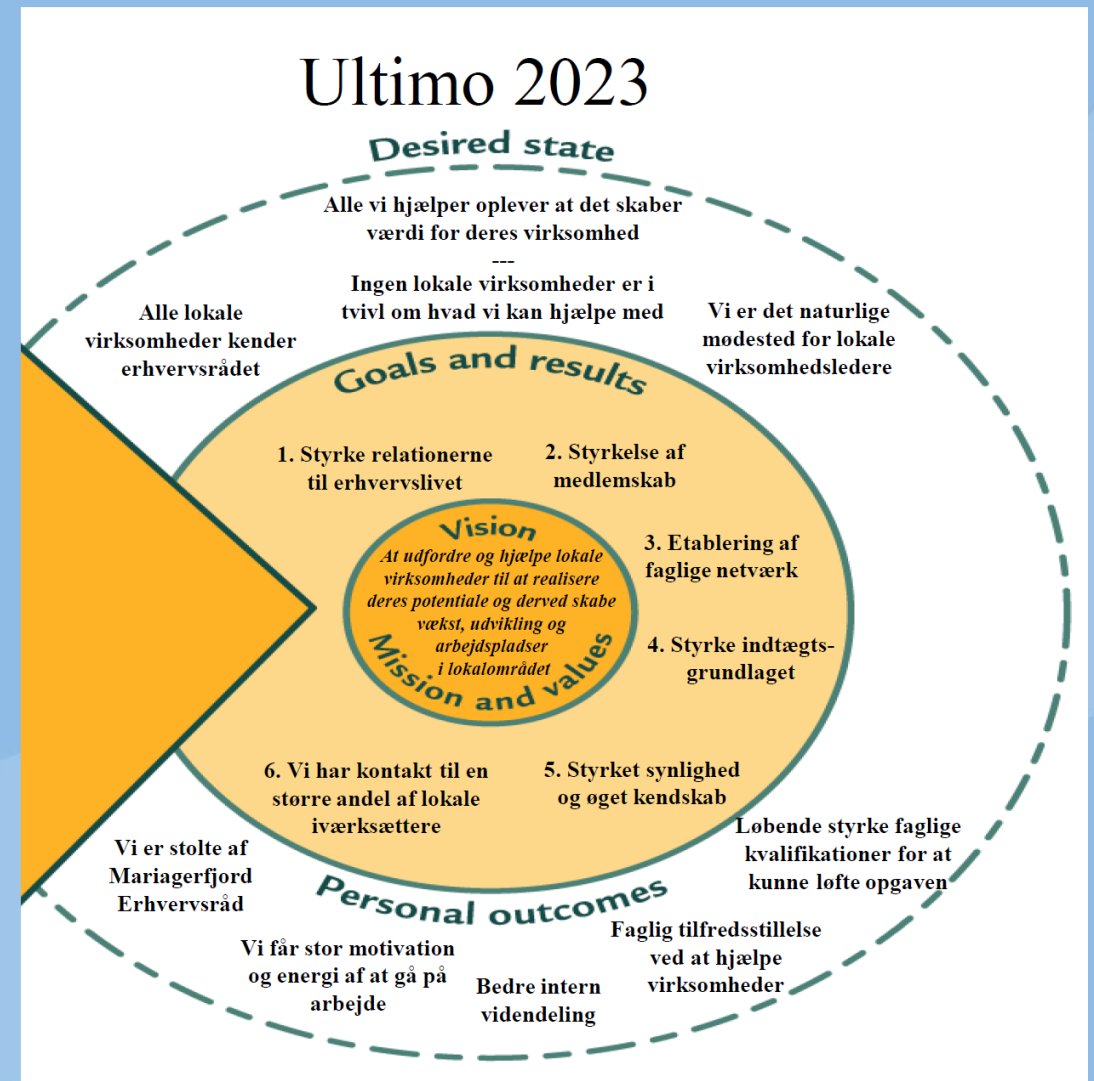 Ultimo 2023
Desired state
Alle vi hjælper oplever at det skaber
værdi for deres virksomhed
---
Ingen lokale virksomheder er i
tvivl om hvad vi kan hjælpe med
Alle lokale
virksomheder kender
erhvervsrådet
Vi er det naturlige
mødested for lokale
virksomhedsledere
Goals and results
1. Styrke relationerne
til erhvervslivet
2. Styrkelse af
medlemskab
3. Etablering af
faglige netværk
4. Styrke indtægts-
grundlaget
5. Styrket synlighed
og øget kendskab
6. Vi har kontakt til en
større andel af lokale
iværksættere
Vision
At udfordre og hjælpe lokale
virksomheder til at realisere
deres potentiale og derved skabe
vækst, udvikling og
arbejdspladser
i lokalområdet
Mission and values
Personal outcomes
Vi er stolte af
Mariagerfjord
Erhvervsråd
Vi får stor motivation
og energi af at gå på
arbejde
Bedre intern
videndeling
Faglig tilfredsstillelse
ved at hjælpe
virksomheder
Løbende styrke faglige
kvalifikationer for at
kunne løfte opgaven